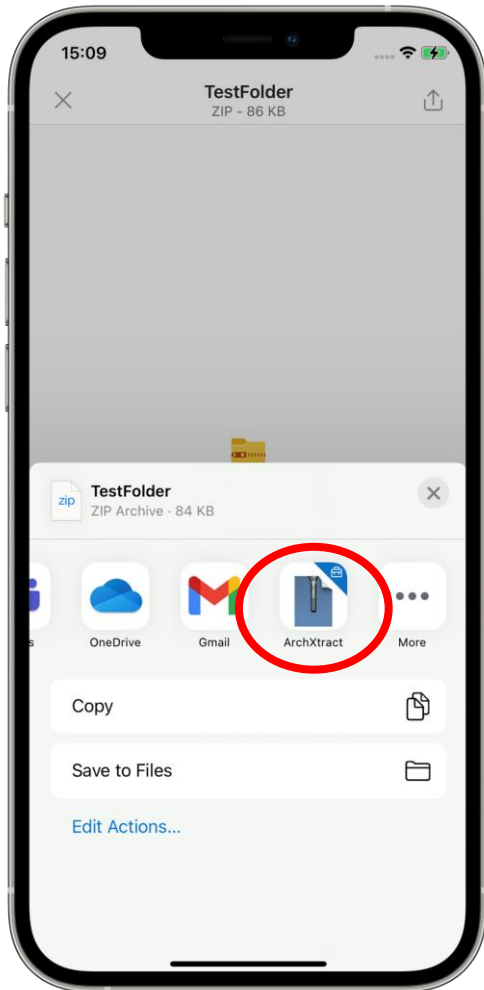 15:09
TestFolder
ZIP - 86 KB
zip
TestFolder
ZIP Archive · 84 KB
s
OneDrive
Gmail
ArchXtract
More
Copy
Save to Files
Edit Actions...